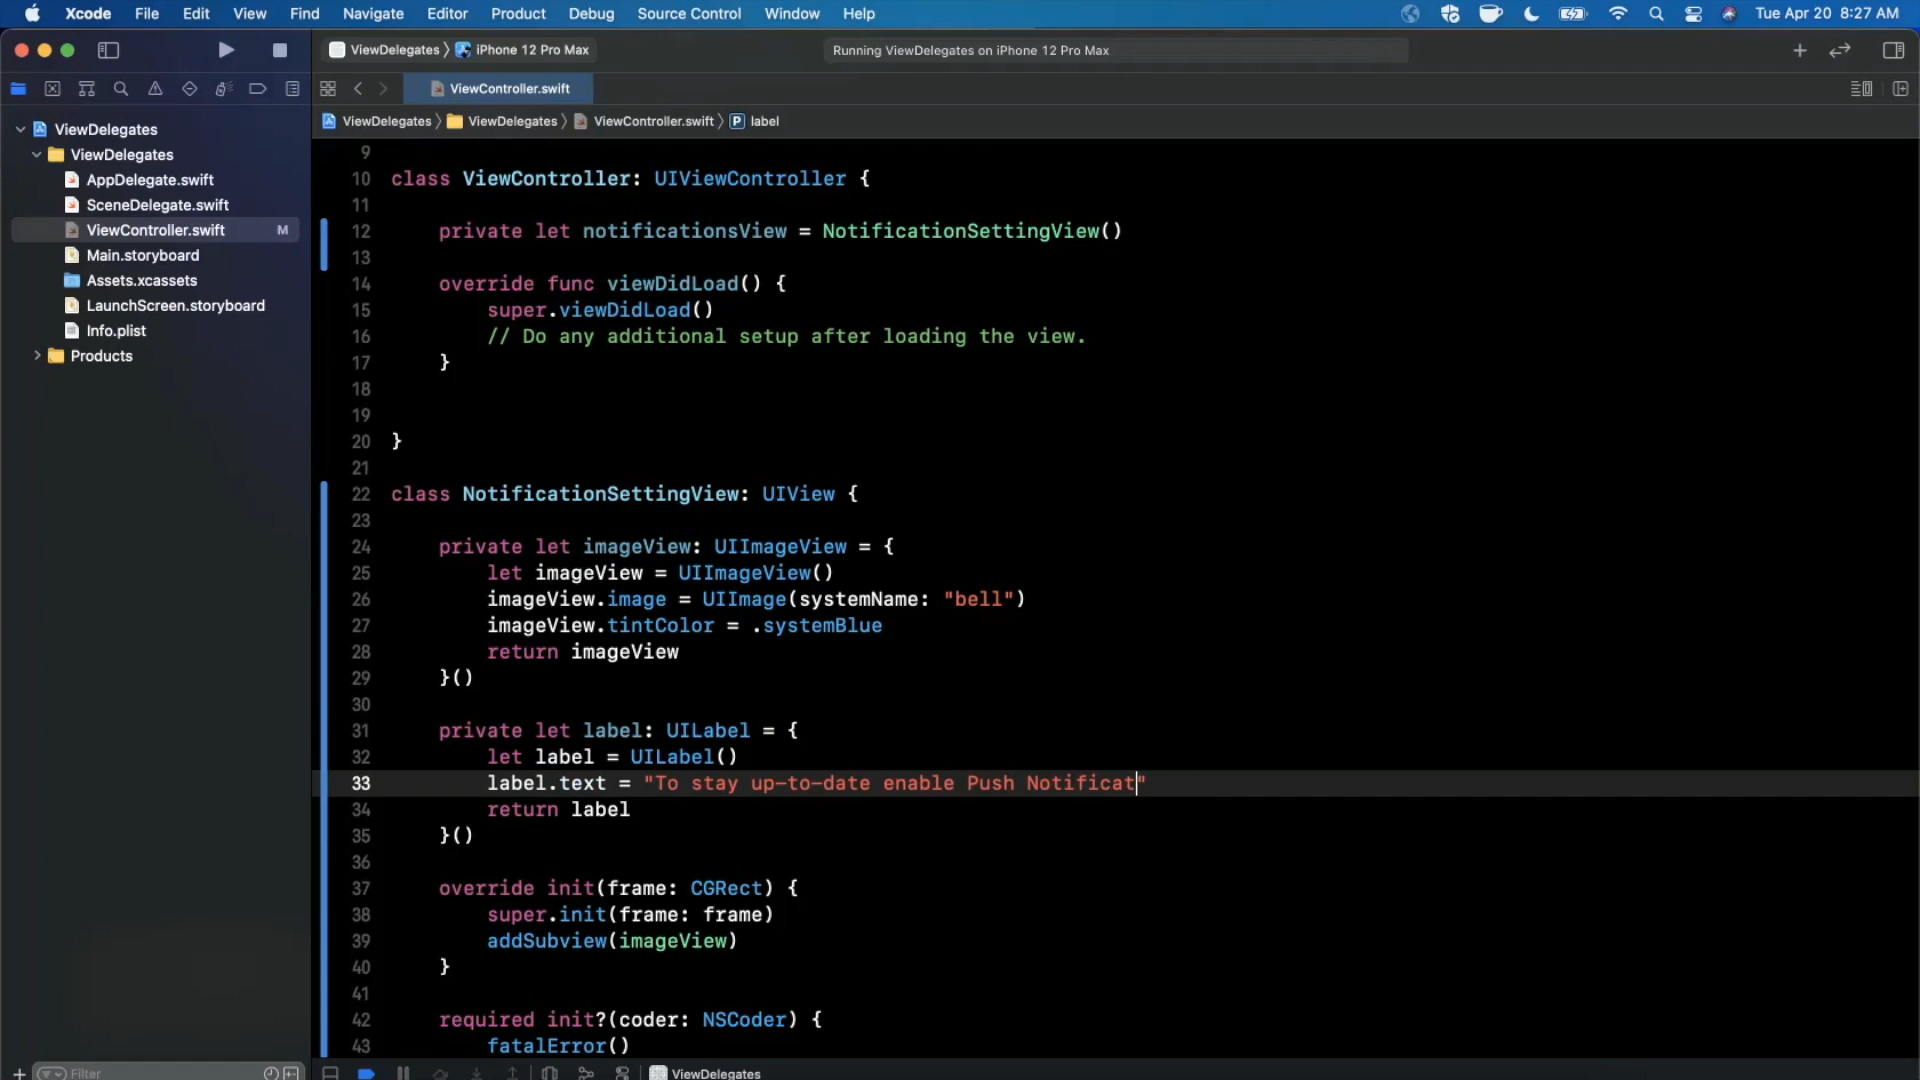 Xcode File Edit View Find Navigate Editor Product Debug Source Control Window Help Tue Apr 20 8:27 AM
ViewDelegates 〉 iPhone 12 Pro Max Running ViewDelegates on iPhone 12 Pro Max
ViewController.swift
ViewDelegates 〉 ViewDelegates 〉 ViewController.swift 〉 P label
ViewDelegates
ViewDelegates
AppDelegate.swift
SceneDelegate.swift
ViewController.swift M
Main.storyboard
Assets.xcassets
LaunchScreen.storyboard
Info.plist
Products
Filter
9
10 class ViewController: UIViewController {
11
12 private let notificationsView = NotificationSettingView()
13
14 override func viewDidLoad() {
15 super.viewDidLoad()
16 // Do any additional setup after loading the view.
17 }
18
19
20 }
21
22 class NotificationSettingView: UIView {
23
24 private let imageView: UIImageView = {
25 let imageView = UIImageView()
26 imageView.image = UIImage(systemName: "bell")
27 imageView.tintColor = .systemBlue
28 return imageView
29 }()
30
31 private let label: UILabel = {
32 let label = UILabel()
33 label.text = "To stay up-to-date enable Push Notificat"
34 return label
35 }()
36
37 override init(frame: CGRect) {
38 super.init(frame: frame)
39 addSubview(imageView)
40 }
41
42 required init?(coder: NSCoder) {
43 fatalError()
ViewDelegates